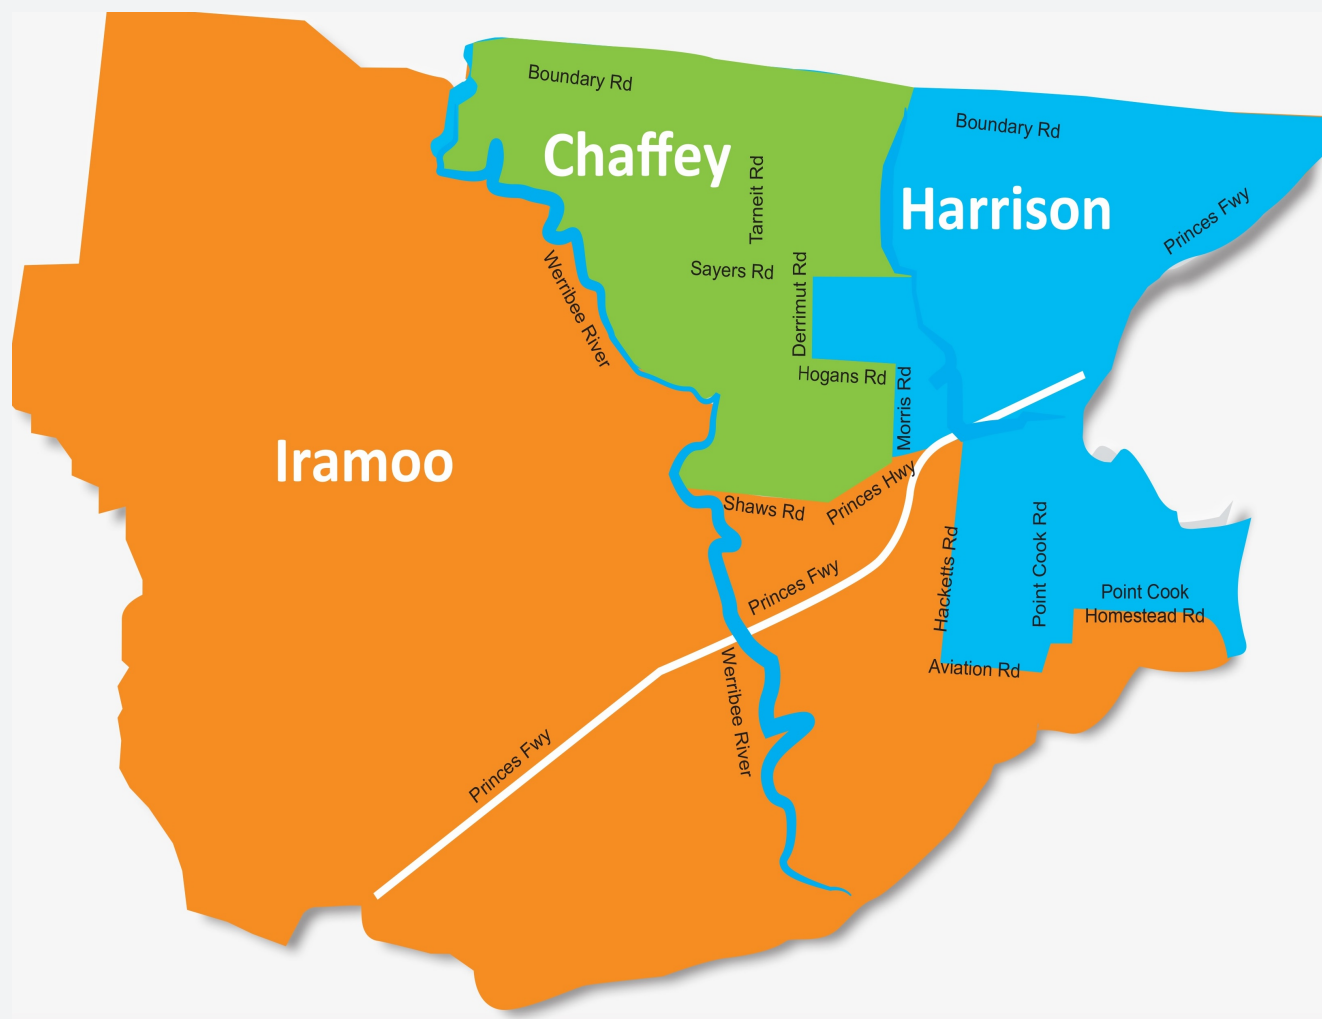 Boundary Rd
Boundary Rd
Chaffey
Tarneit Rd
Harrison
Princes Fwy
Sayers Rd
Derrimut Rd
Werribee River
Hogans Rd
Morris Rd
Iramoo
Princes Hwy
Shaws Rd
Hacketts Rd
Point Cook Rd
Princes Fwy
Point Cook
Homestead Rd
Aviation Rd
Werribee River
Princes Fwy